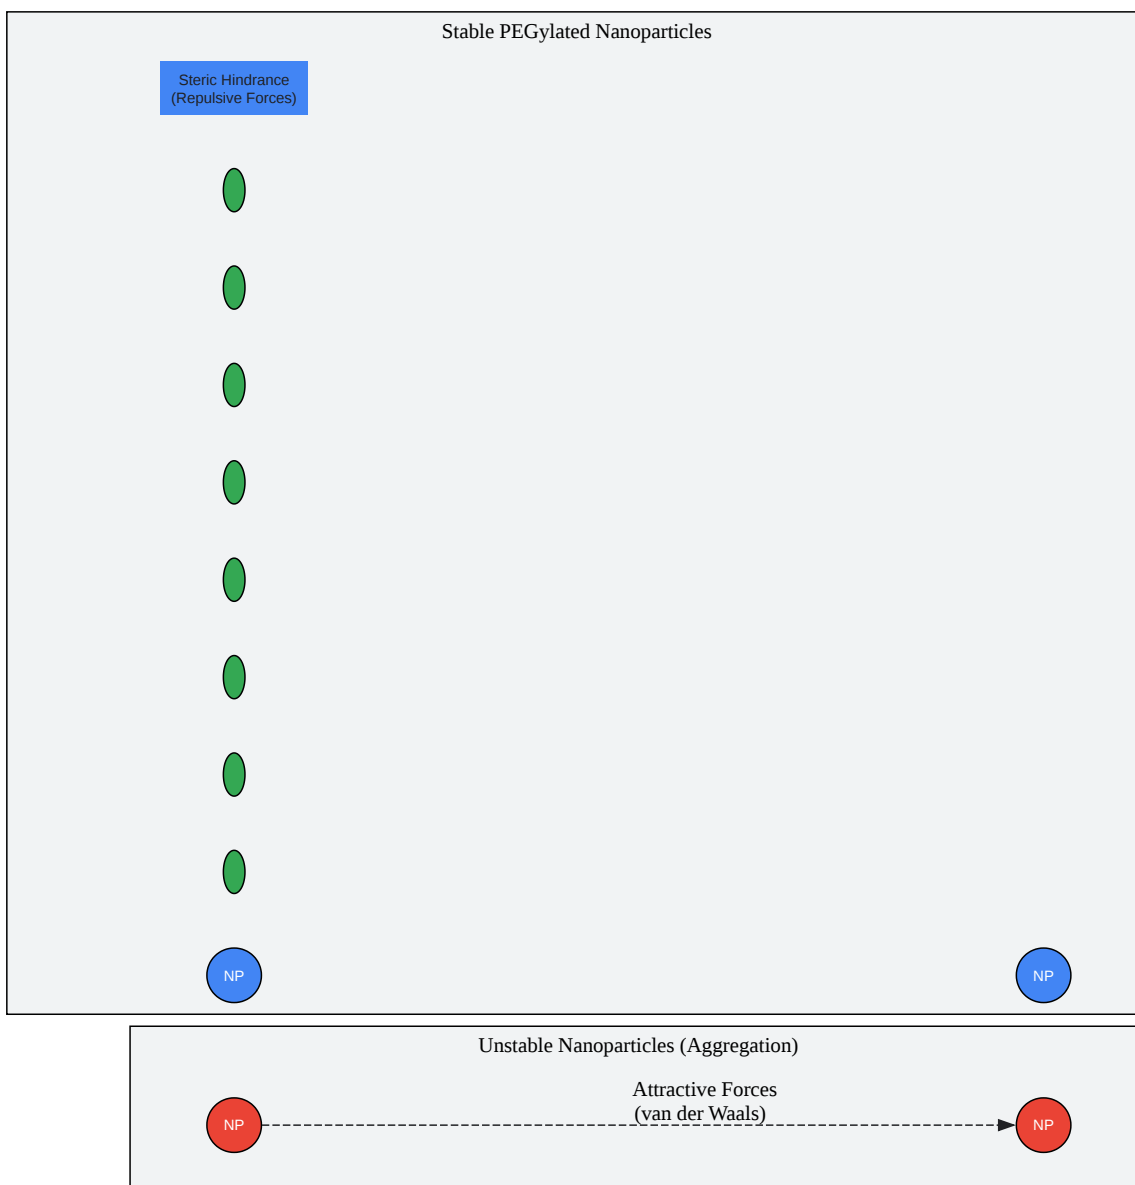 Stable PEGylated Nanoparticles
Steric Hindrance
(Repulsive Forces)
NP
NP
Unstable Nanoparticles (Aggregation)
Attractive Forces
(van der Waals)
NP
NP